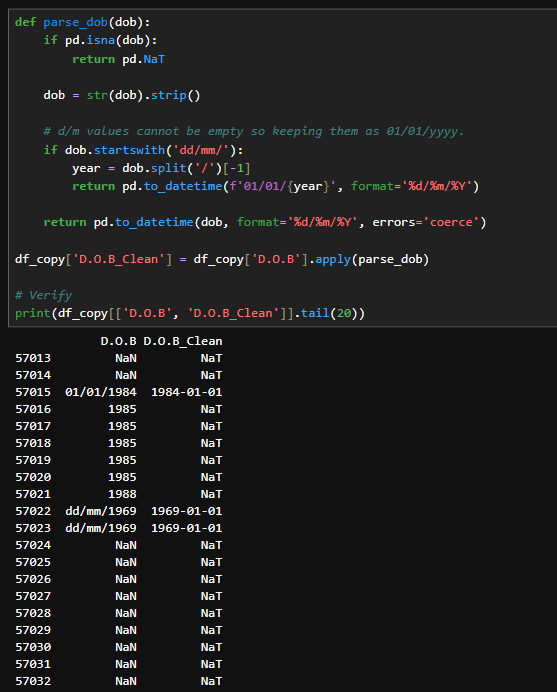 def parse_dob(dob):
    if pd.isna(dob):
        return pd.NaT

    dob = str(dob).strip()

    # d/m values cannot be empty so keeping them as 01/01/yyyy.
    if dob.startswith('dd/mm/'):
        year = dob.split('/')[-1]
        return pd.to_datetime(f'01/01/{year}', format='%d/%m/%Y')

    return pd.to_datetime(dob, format='%d/%m/%Y', errors='coerce')

df_copy['D.O.B_Clean'] = df_copy['D.O.B'].apply(parse_dob)

# Verify
print(df_copy[['D.O.B', 'D.O.B_Clean']].tail(20))
            D.O.B D.O.B_Clean
57013         NaN         NaT
57014         NaN         NaT
57015  01/01/1984  1984-01-01
57016        1985         NaT
57017        1985         NaT
57018        1985         NaT
57019        1985         NaT
57020        1985         NaT
57021        1988         NaT
57022  dd/mm/1969  1969-01-01
57023  dd/mm/1969  1969-01-01
57024         NaN         NaT
57025         NaN         NaT
57026         NaN         NaT
57027         NaN         NaT
57028         NaN         NaT
57029         NaN         NaT
57030         NaN         NaT
57031         NaN         NaT
57032         NaN         NaT